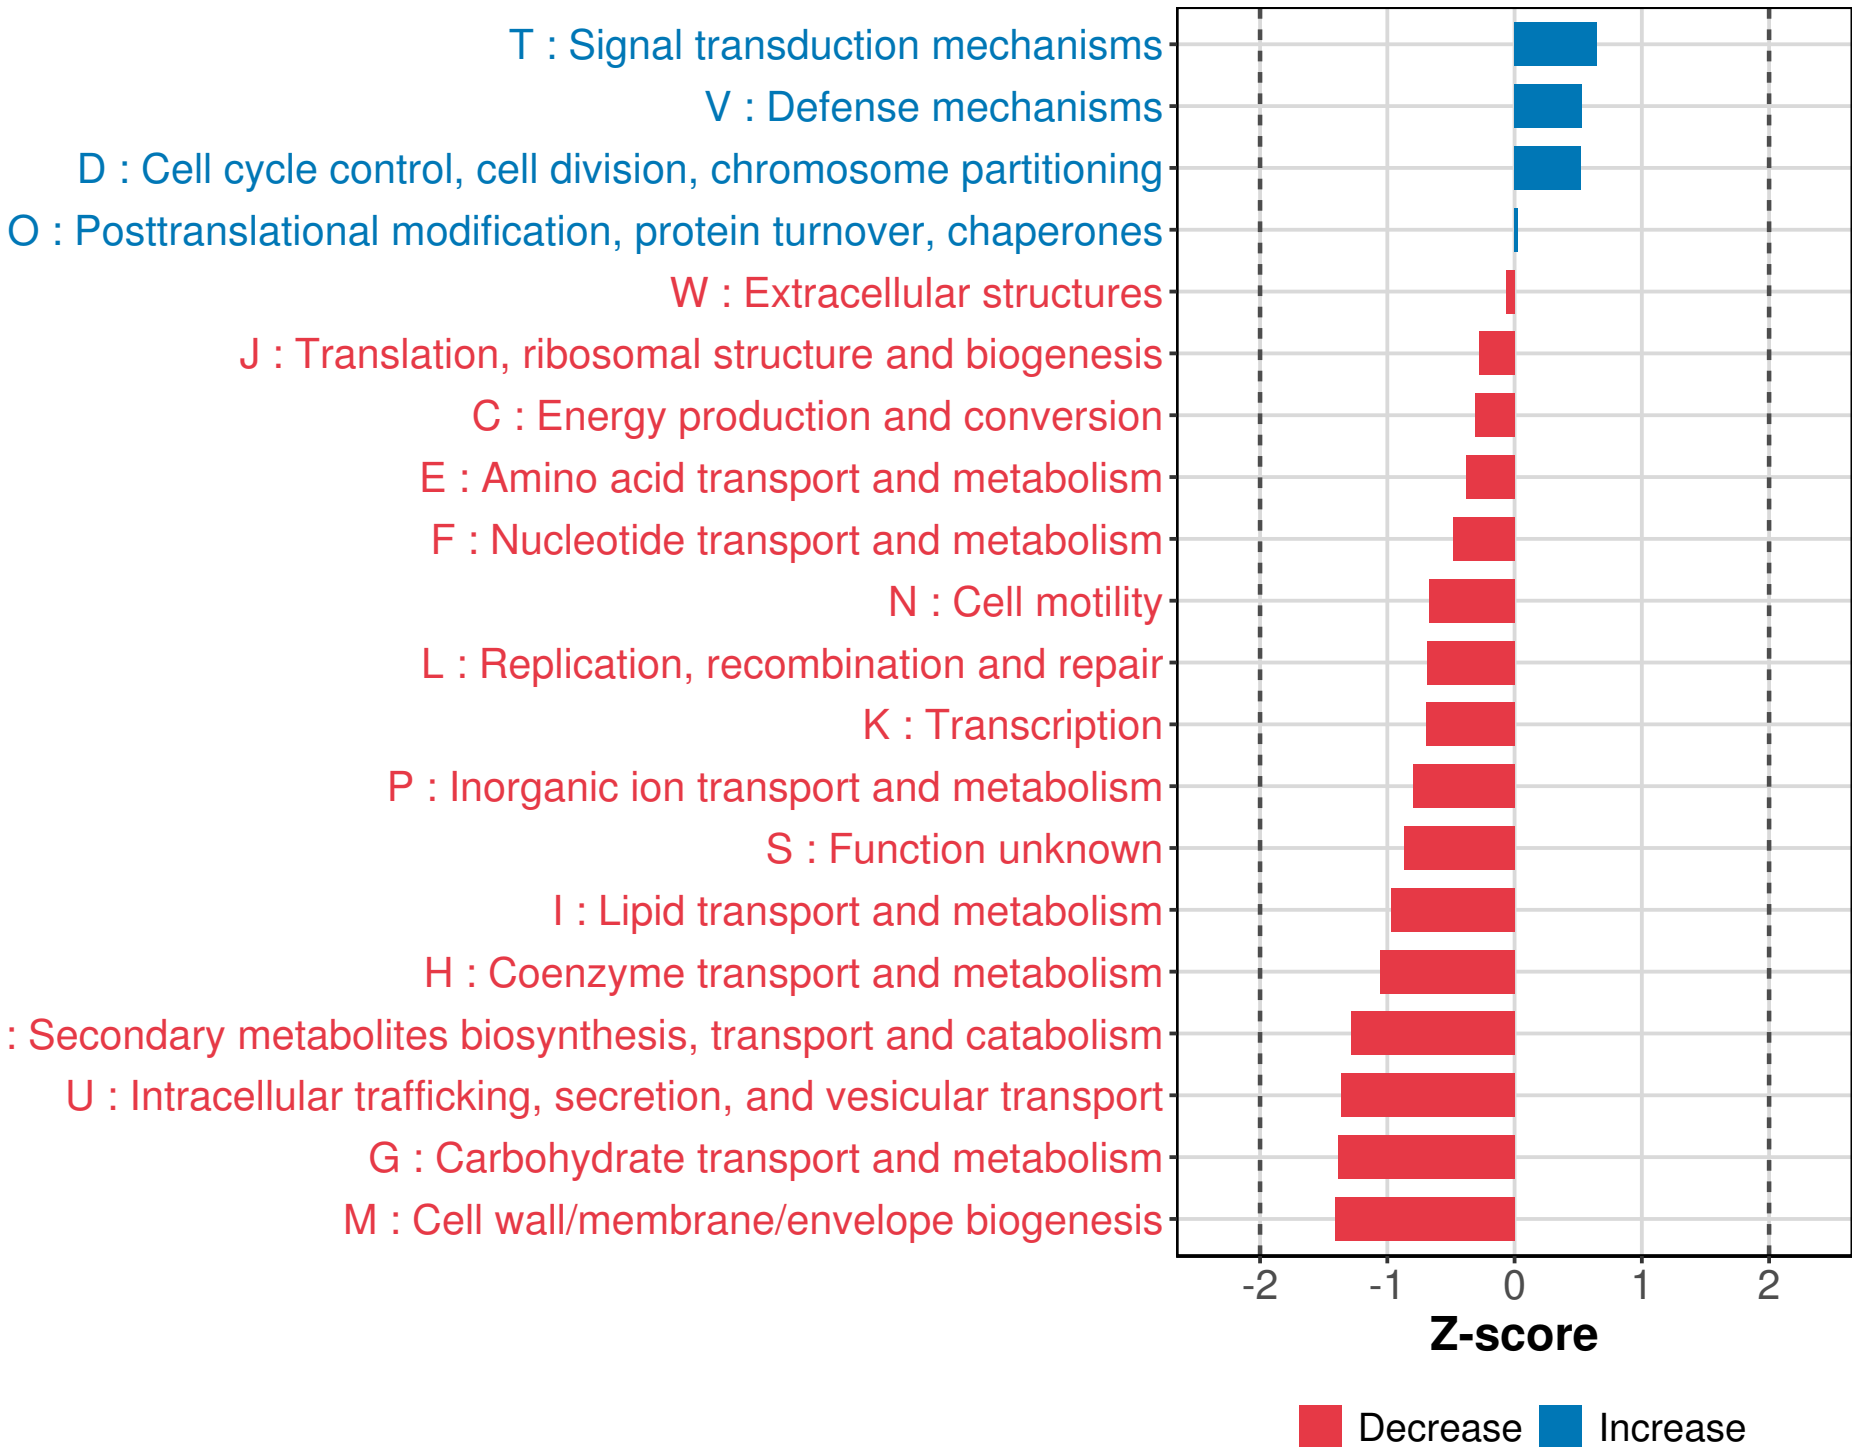 T : Signal transduction mechanisms
V : Defense mechanisms
D : Cell cycle control, cell division, chromosome partitioning
O : Posttranslational modification, protein turnover, chaperones
W : Extracellular structures
J : Translation, ribosomal structure and biogenesis
C : Energy production and conversion
E : Amino acid transport and metabolism
F : Nucleotide transport and metabolism
N : Cell motility
L : Replication, recombination and repair
K : Transcription
P : Inorganic ion transport and metabolism
S : Function unknown
I : Lipid transport and metabolism
H : Coenzyme transport and metabolism
: Secondary metabolites biosynthesis, transport and catabolism
U : Intracellular trafficking, secretion, and vesicular transport
G : Carbohydrate transport and metabolism
M : Cell wall/membrane/envelope biogenesis
-2 -1 0 1 2
Z-score
Decrease Increase